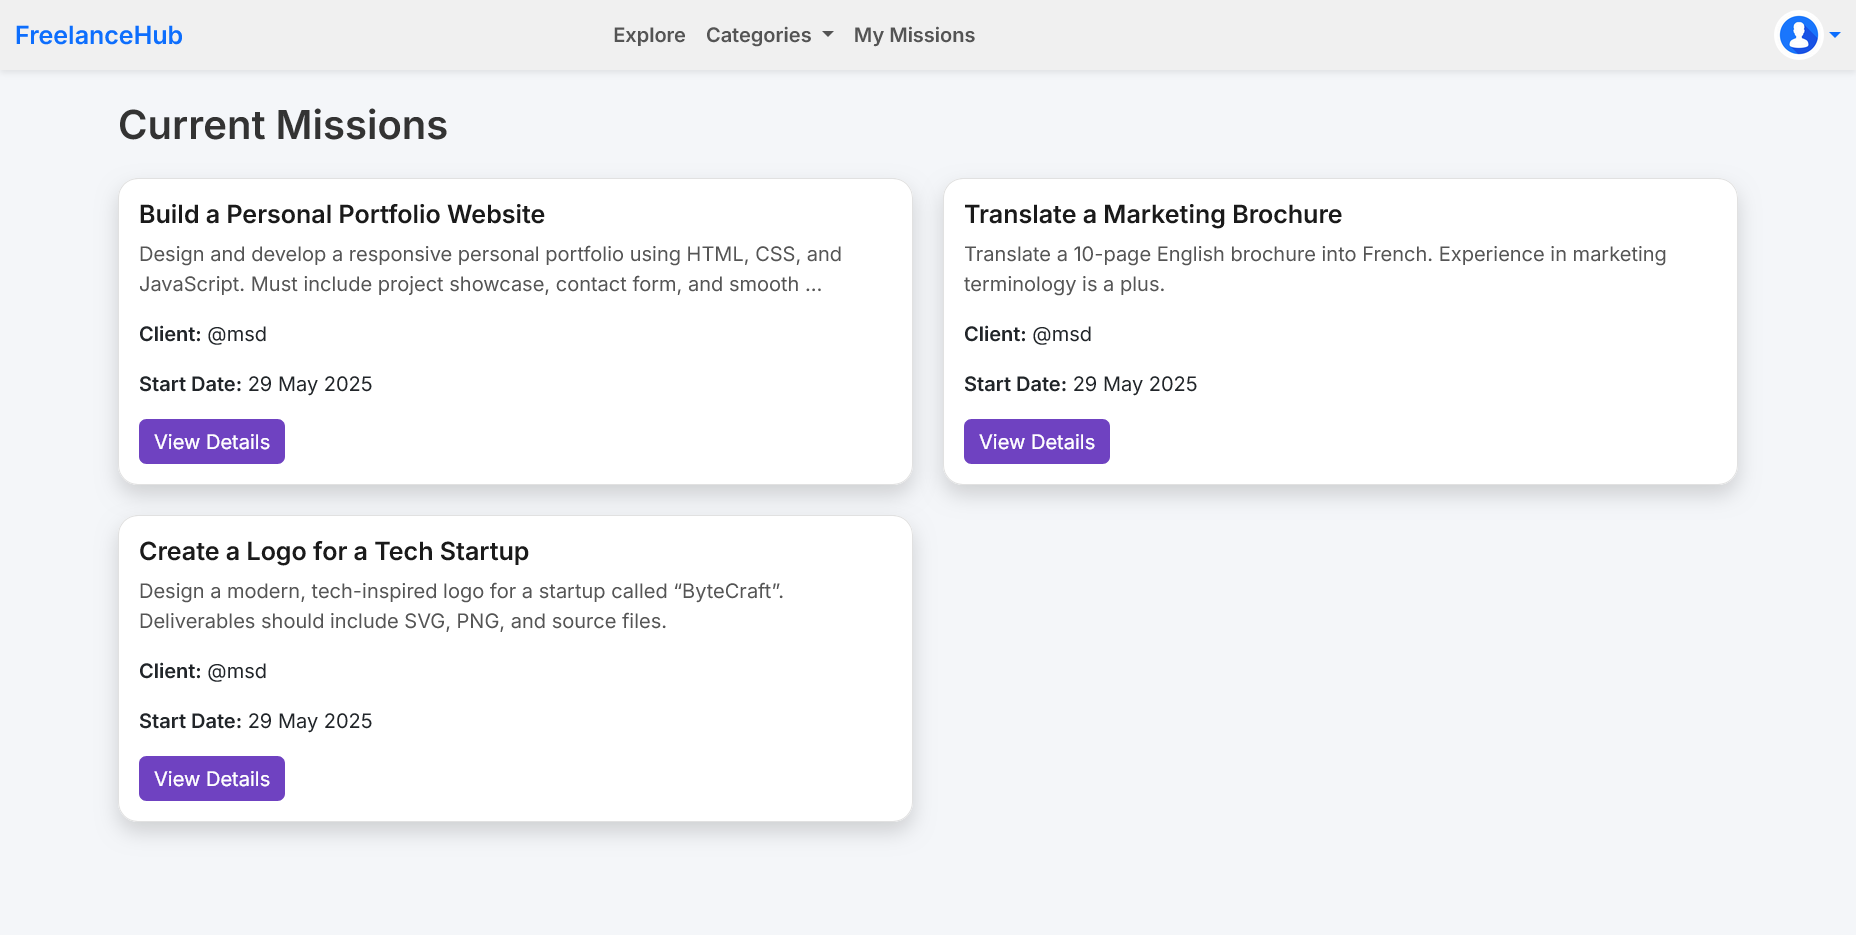 FreelanceHub
Explore Categories My Missions
Current Missions
Build a Personal Portfolio Website
Design and develop a responsive personal portfolio using HTML, CSS, and
JavaScript. Must include project showcase, contact form, and smooth ...
Client: @msd
Start Date: 29 May 2025
View Details
Translate a Marketing Brochure
Translate a 10-page English brochure into French. Experience in marketing
terminology is a plus.
Client: @msd
Start Date: 29 May 2025
View Details
Create a Logo for a Tech Startup
Design a modern, tech-inspired logo for a startup called “ByteCraft”.
Deliverables should include SVG, PNG, and source files.
Client: @msd
Start Date: 29 May 2025
View Details